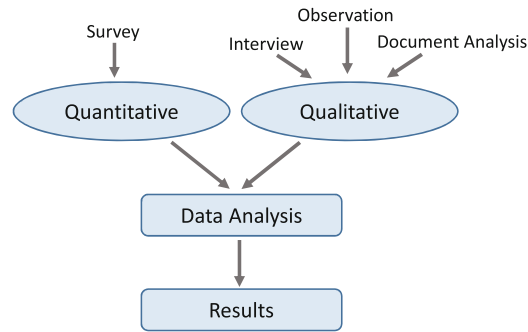 Observation
Survey
Interview
Document Analysis
Quantitative
Qualitative
Data Analysis
Results